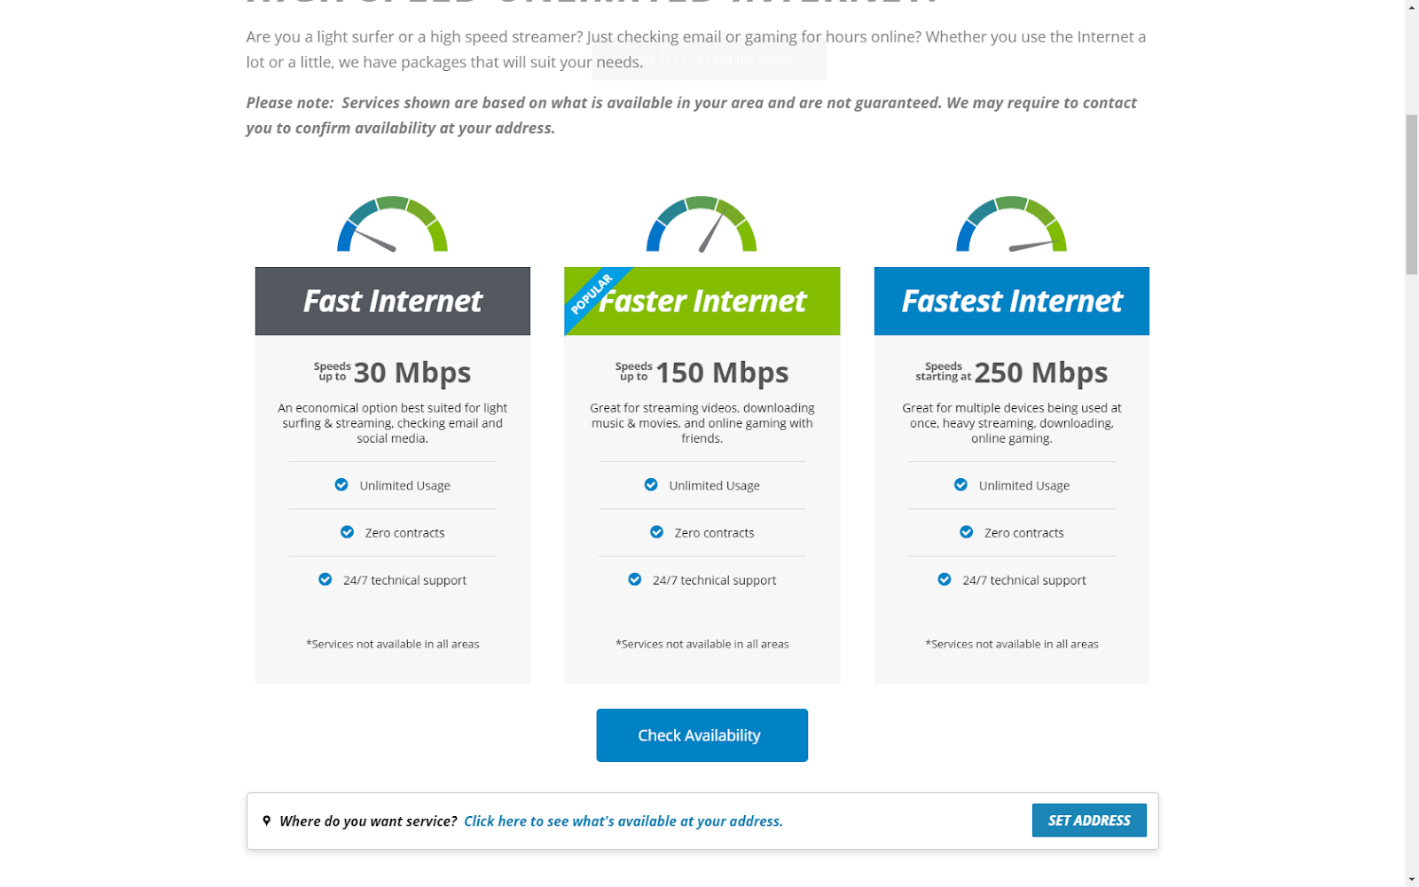 HIGH SPEED UNLIMITED INTERNET.
Are you a light surfer or a high speed streamer? Just checking email or gaming for hours online? Whether you use the Internet a
lot or a little, we have packages that will suit your needs.
Please note:  Services shown are based on what is available in your area and are not guaranteed. We may require to contact
you to confirm availability at your address.
Fast Internet
Speeds up to 30 Mbps
An economical option best suited for light
surfing & streaming, checking email and
social media.
Unlimited Usage
Zero contracts
24/7 technical support
*Services not available in all areas
POPULAR
Faster Internet
Speeds up to 150 Mbps
Great for streaming videos, downloading
music & movies, and online gaming with
friends.
Unlimited Usage
Zero contracts
24/7 technical support
*Services not available in all areas
Fastest Internet
Speeds starting at 250 Mbps
Great for multiple devices being used at
once, heavy streaming, downloading,
online gaming.
Unlimited Usage
Zero contracts
24/7 technical support
*Services not available in all areas
Check Availability
Where do you want service? Click here to see what's available at your address.
SET ADDRESS